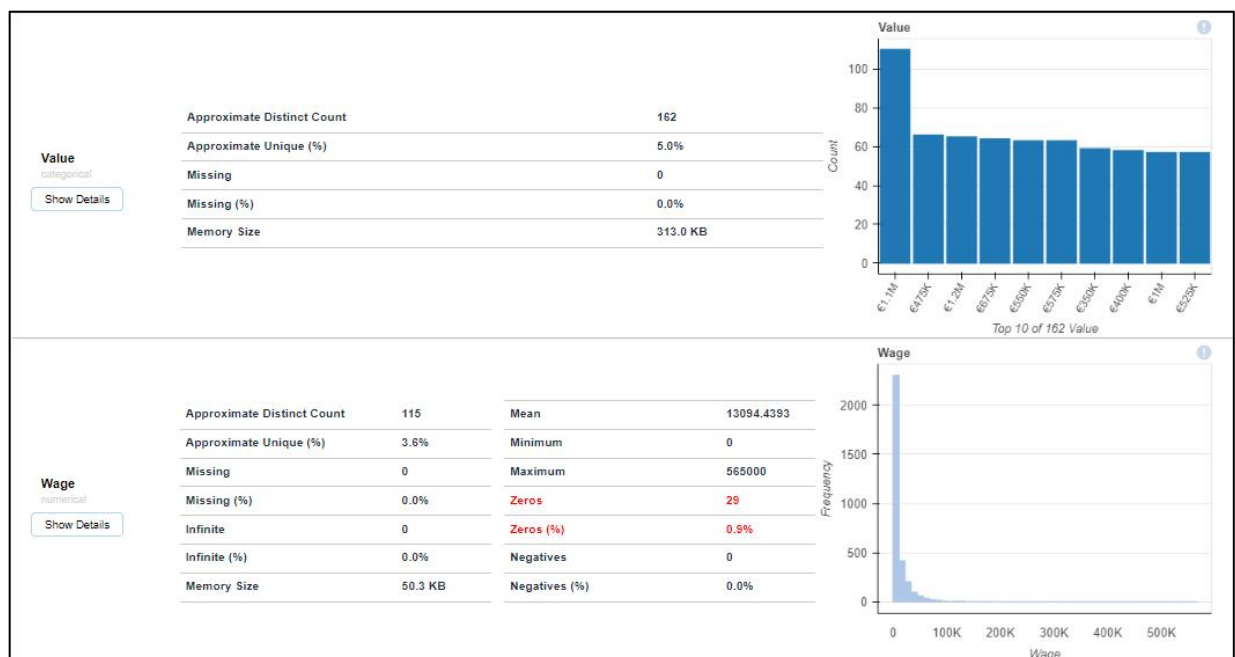 Value
categorical
Show Details
Approximate Distinct Count 162
Approximate Unique (%) 5.0%
Missing 0
Missing (%) 0.0%
Memory Size 313.0 KB
Value
Count
100
80
60
40
20
0
€1.1M €475K €1.2M €675K €550K €575K €350K €400K €1M €525K
Top 10 of 162 Value
Wage
numerical
Show Details
Approximate Distinct Count 115
Approximate Unique (%) 3.6%
Missing 0
Missing (%) 0.0%
Infinite 0
Infinite (%) 0.0%
Memory Size 50.3 KB
Mean 13094.4393
Minimum 0
Maximum 565000
Zeros 29
Zeros (%) 0.9%
Negatives 0
Negatives (%) 0.0%
Wage
Frequency
2000
1500
1000
500
0
0 100K 200K 300K 400K 500K
Wage